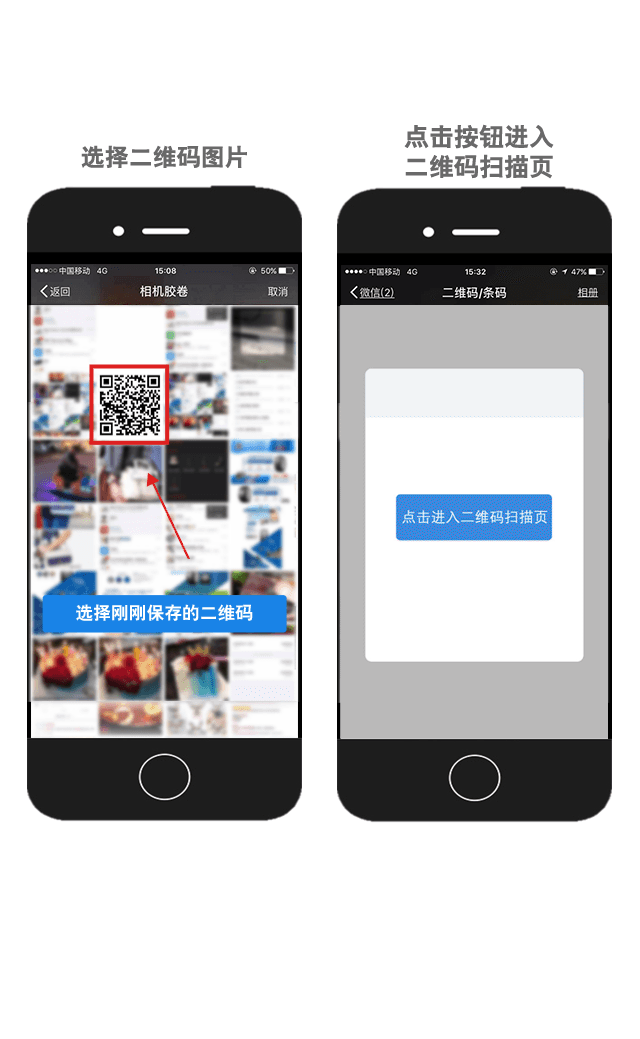 选择二维码图片
点击按钮进入
二维码扫描页
中国移动 4G 15:08 50%
返回 相机胶卷 取消
选择刚刚保存的二维码
中国移动 4G 15:32 47%
微信(2) 二维码/条码 相册
点击进入二维码扫描页